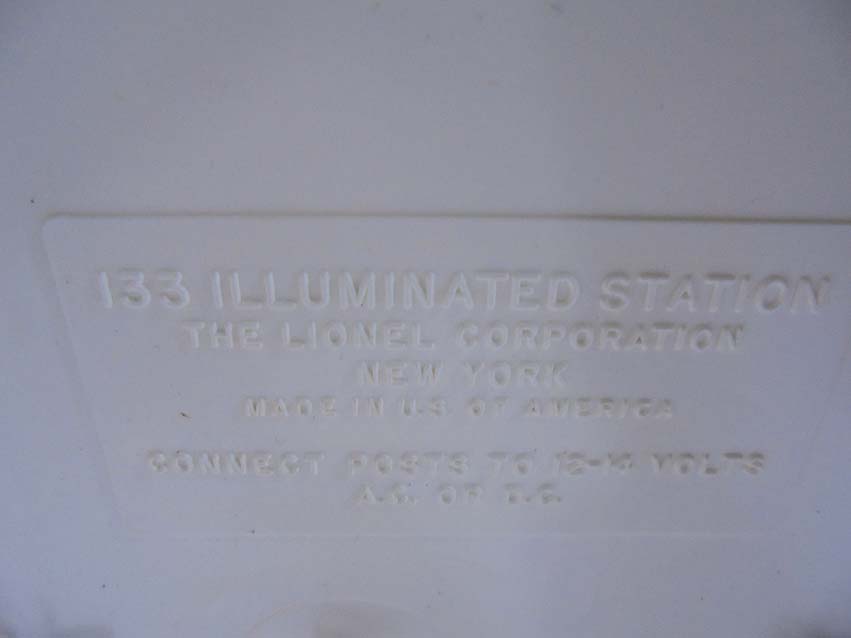 133 ILLUMINATED STATION
THE LIONEL CORPORATION
NEW YORK
MADE IN U.S OF AMERICA
CONNECT POSTS TO 12-14 VOLTS
A.C. OR D.C.